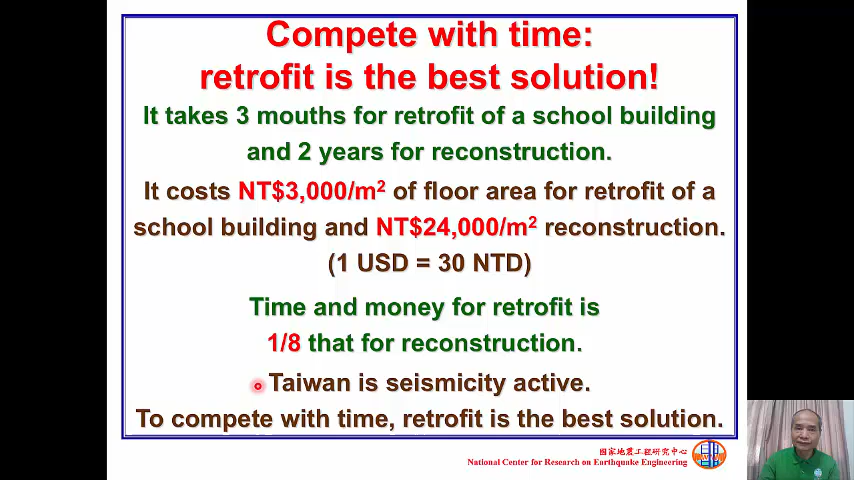 Compete with time:
retrofit is the best solution!
It takes 3 mouths for retrofit of a school building
and 2 years for reconstruction.
It costs NT$3,000/m² of floor area for retrofit of a
school building and NT$24,000/m² reconstruction.
(1 USD = 30 NTD)
Time and money for retrofit is
1/8 that for reconstruction.
Taiwan is seismicity active.
To compete with time, retrofit is the best solution.
國家地震工程研究中心
National Center for Research on Earthquake Engineering